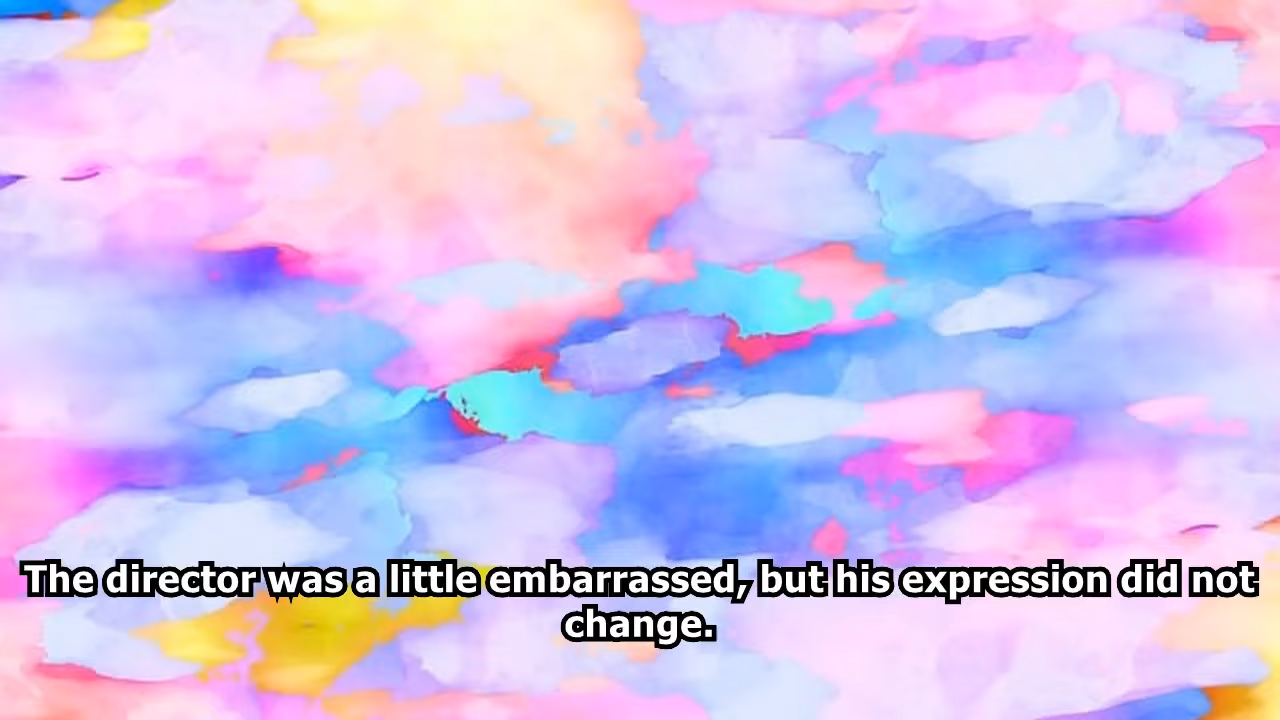 The director was a little embarrassed, but his expression did not
change.